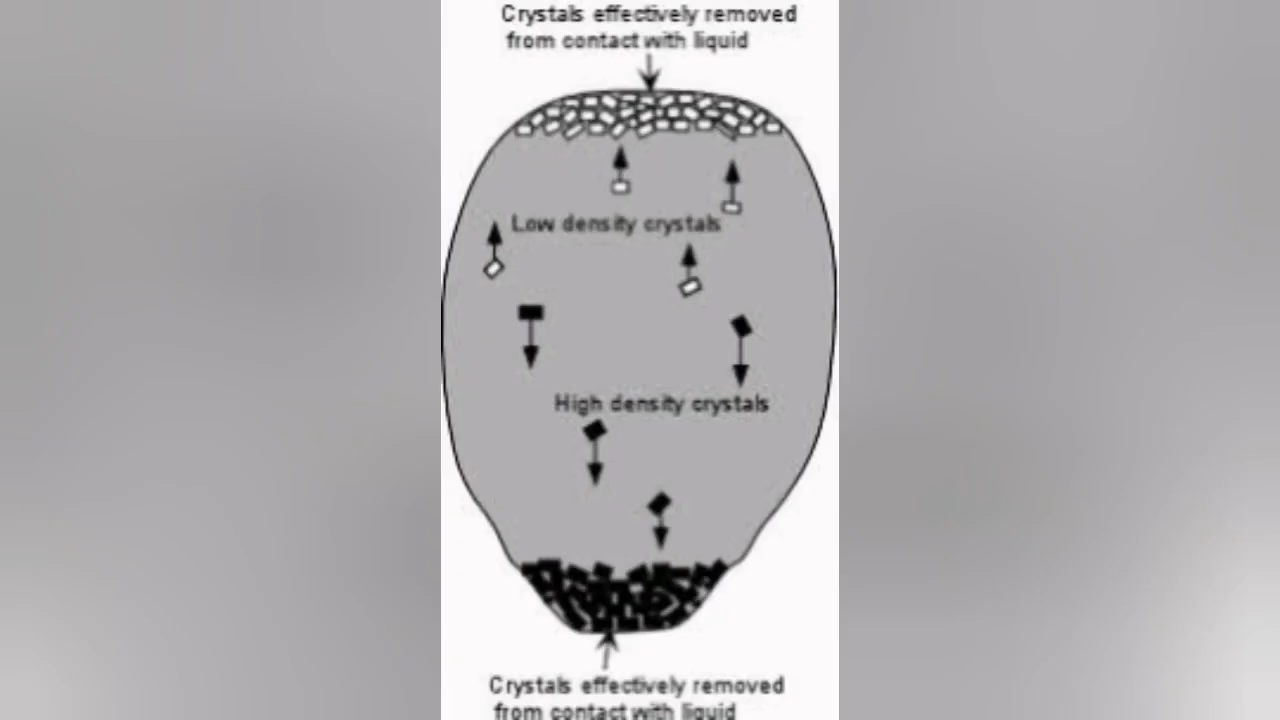 Crystals effectively removed
from contact with liquid
Low density crystals
High density crystals
Crystals effectively removed
from contact with liquid